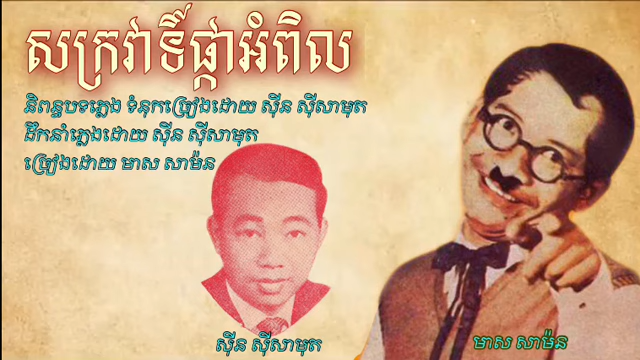 សក្រវាទីផ្កាអំពិល
និពន្ធបទភ្លេង ទំនុកច្រៀងដោយ ស៊ីន ស៊ីសាមុត
ដឹកនាំភ្លេងដោយ ស៊ីន ស៊ីសាមុត
ច្រៀងដោយ មាស សាម៉ន
ស៊ីន ស៊ីសាមុត
មាស សាម៉ន